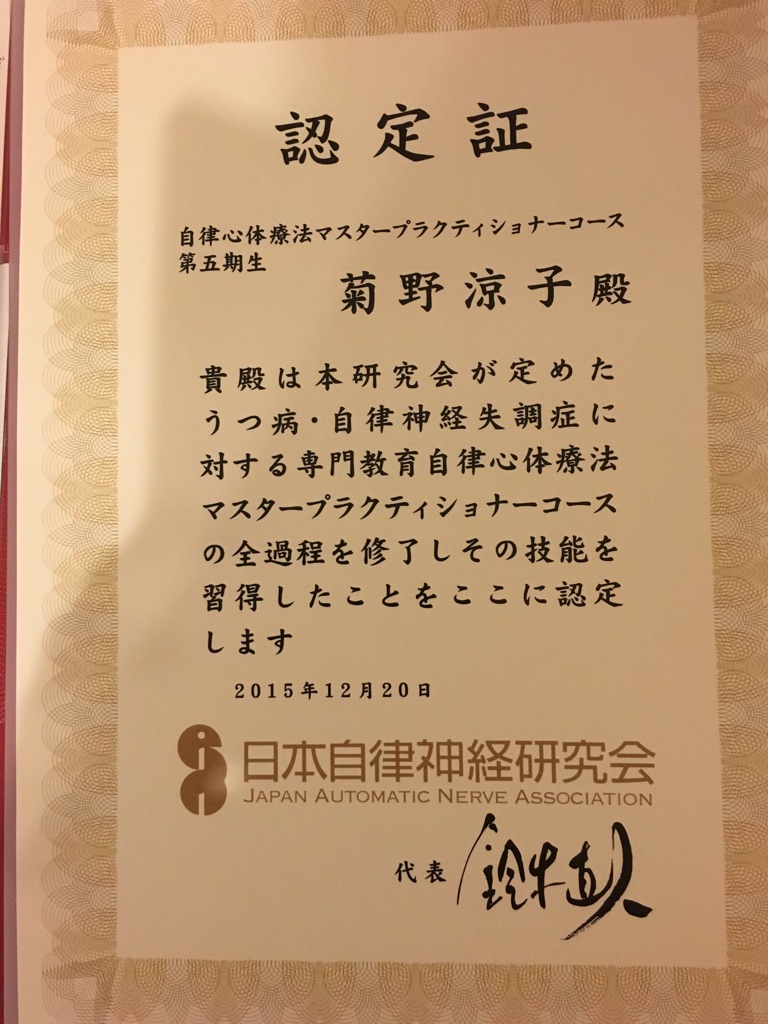 認定証
自律心体療法マスタープラクティショナーコース
第五期生
菊野涼子殿
貴殿は本研究会が定めた
うつ病・自律神経失調症に
対する専門教育自律心体療法
マスタープラクティショナーコース
の全過程を修了しその技能を
習得したことをここに認定
します
2015年12月20日
日本自律神経研究会
JAPAN AUTOMATIC NERVE ASSOCIATION
代表 鈴木直人